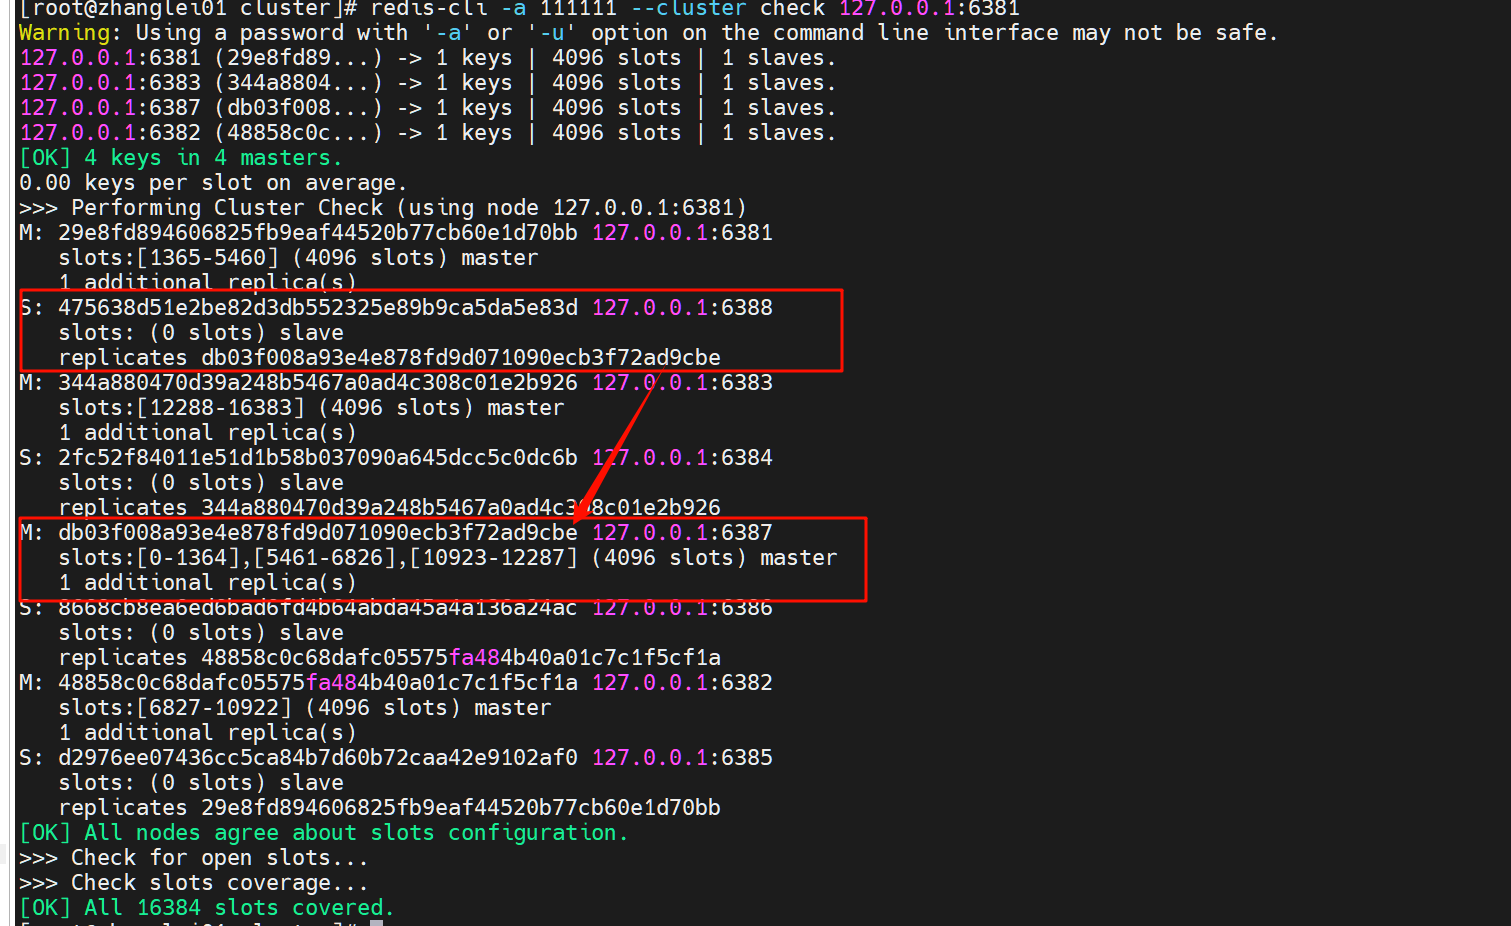 [root@zhanglei01 cluster]# redis-cli -a 111111 --cluster check 127.0.0.1:6381
Warning: Using a password with '-a' or '-u' option on the command line interface may not be safe.
127.0.0.1:6381 (29e8fd89...) -> 1 keys | 4096 slots | 1 slaves.
127.0.0.1:6383 (344a8804...) -> 1 keys | 4096 slots | 1 slaves.
127.0.0.1:6387 (db03f008...) -> 1 keys | 4096 slots | 1 slaves.
127.0.0.1:6382 (48858c0c...) -> 1 keys | 4096 slots | 1 slaves.
[OK] 4 keys in 4 masters.
0.00 keys per slot on average.
>>> Performing Cluster Check (using node 127.0.0.1:6381)
M: 29e8fd894606825fb9eaf44520b77cb60e1d70bb 127.0.0.1:6381
   slots:[1365-5460] (4096 slots) master
   1 additional replica(s)
S: 475638d51e2be82d3db552325e89b9ca5da5e83d 127.0.0.1:6388
   slots: (0 slots) slave
   replicates db03f008a93e4e878fd9d071090ecb3f72ad9cbe
M: 344a880470d39a248b5467a0ad4c308c01e2b926 127.0.0.1:6383
   slots:[12288-16383] (4096 slots) master
   1 additional replica(s)
S: 2fc52f84011e51d1b58b037090a645dcc5c0dc6b 127.0.0.1:6384
   slots: (0 slots) slave
   replicates 344a880470d39a248b5467a0ad4c308c01e2b926
M: db03f008a93e4e878fd9d071090ecb3f72ad9cbe 127.0.0.1:6387
   slots:[0-1364],[5461-6826],[10923-12287] (4096 slots) master
   1 additional replica(s)
S: 8668cb8ea6ed6bad6fd4b64abda45a4a136a24ac 127.0.0.1:6386
   slots: (0 slots) slave
   replicates 48858c0c68dafc05575fa484b40a01c7c1f5cf1a
M: 48858c0c68dafc05575fa484b40a01c7c1f5cf1a 127.0.0.1:6382
   slots:[6827-10922] (4096 slots) master
   1 additional replica(s)
S: d2976ee07436cc5ca84b7d60b72caa42e9102af0 127.0.0.1:6385
   slots: (0 slots) slave
   replicates 29e8fd894606825fb9eaf44520b77cb60e1d70bb
[OK] All nodes agree about slots configuration.
>>> Check for open slots...
>>> Check slots coverage...
[OK] All 16384 slots covered.